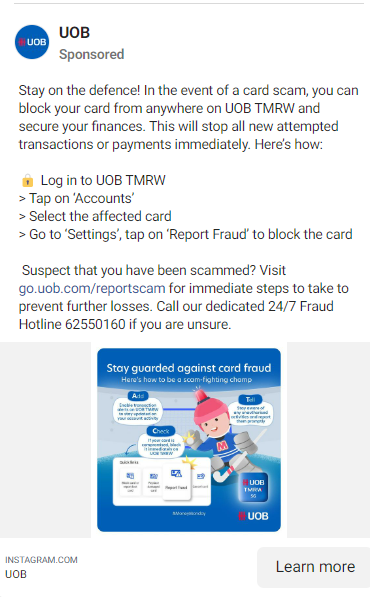 UOB
UOB
Sponsored
Stay on the defence! In the event of a card scam, you can
block your card from anywhere on UOB TMRW and
secure your finances. This will stop all new attempted
transactions or payments immediately. Here's how:
🔒 Log in to UOB TMRW
> Tap on 'Accounts'
> Select the affected card
> Go to 'Settings', tap on 'Report Fraud' to block the card
Suspect that you have been scammed? Visit
go.uob.com/reportscam for immediate steps to take to
prevent further losses. Call our dedicated 24/7 Fraud
Hotline 62550160 if you are unsure.
Stay guarded against card fraud
Here's how to be a scam-fighting champ
Add
Enable transaction
alerts on UOB TMRW
to stay updated on
your account activity
Tell
Stay aware of
any unauthorised
activities and report
them promptly
Check
If your card is
compromised, block
it immediately on
UOB TMRW
Quick links
Report Fraud
M
UOB
TMRW
SG
#MoneyWorsday
UOB
INSTAGRAM.COM
UOB
Learn more